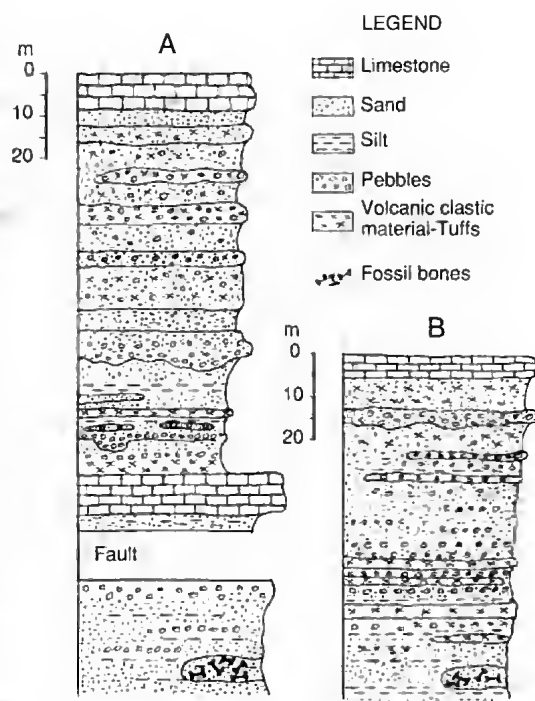 LEGEND
Limestone
Sand
Silt
Pebbles
Volcanic clastic
material-Tuffs
Fossil bones
A
m
0
10
20
Fault
B
m
0
10
20